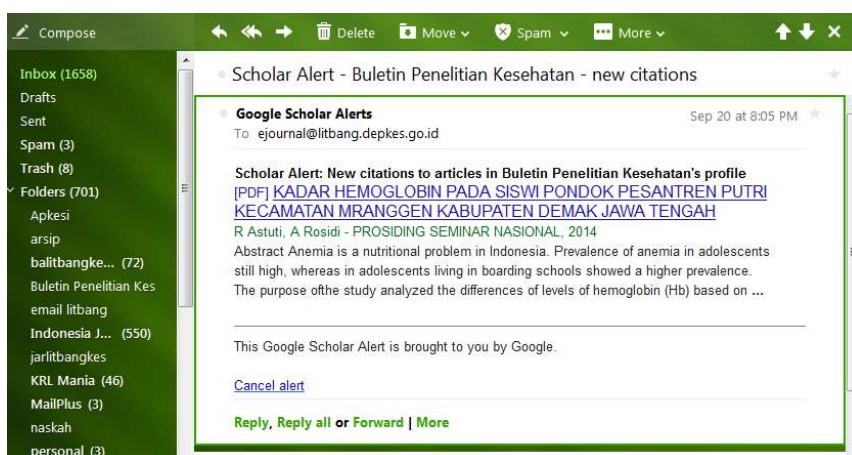 Compose
Delete Move Spam More
Inbox (1658)
Drafts
Sent
Spam (3)
Trash (8)
Folders (701)
Apkesi
arsip
balitbangke... (72)
Buletin Penelitian Kes
email litbang
Indonesia J... (550)
jarlitbangkes
KRL Mania (46)
MailPlus (3)
naskah
personal (3)
Scholar Alert - Buletin Penelitian Kesehatan - new citations
Google Scholar Alerts Sep 20 at 8:05 PM
To ejournal@litbang.depkes.go.id
Scholar Alert: New citations to articles in Buletin Penelitian Kesehatan's profile
[PDF] KADAR HEMOGLOBIN PADA SISWI PONDOK PESANTREN PUTRI
KECAMATAN MRANGGEN KABUPATEN DEMAK JAWA TENGAH
R Astuti, A Rosidi - PROSIDING SEMINAR NASIONAL, 2014
Abstract Anemia is a nutritional problem in Indonesia. Prevalence of anemia in adolescents
still high, whereas in adolescents living in boarding schools showed a higher prevalence.
The purpose ofthe study analyzed the differences of levels of hemoglobin (Hb) based on ...
This Google Scholar Alert is brought to you by Google.
Cancel alert
Reply, Reply all or Forward | More